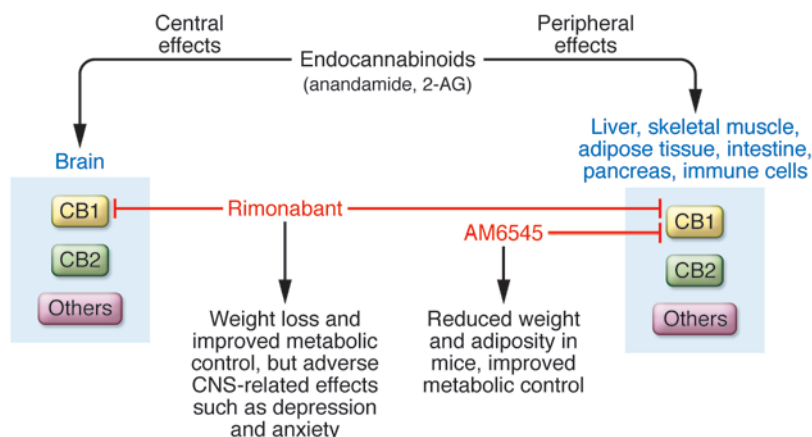 Central
effects
Peripheral
effects
Endocannabinoids
(anandamide, 2-AG)
Brain
Liver, skeletal muscle,
adipose tissue, intestine,
pancreas, immune cells
CB1
Rimonabant
CB1
AM6545
CB2
CB2
Others
Others
Weight loss and
improved metabolic
control, but adverse
CNS-related effects
such as depression
and anxiety
Reduced weight
and adiposity in
mice, improved
metabolic control